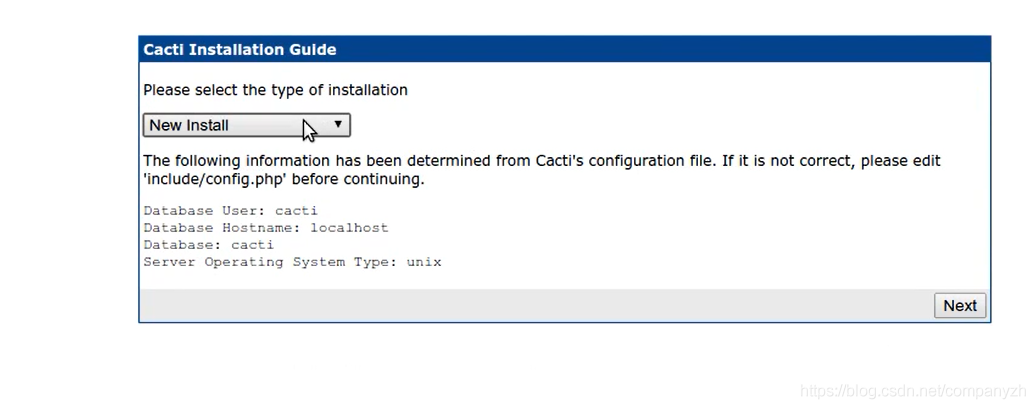 Cacti Installation Guide
Please select the type of installation
New Install
The following information has been determined from Cacti's configuration file. If it is not correct, please edit
'include/config.php' before continuing.
Database User: cacti
Database Hostname: localhost
Database: cacti
Server Operating System Type: unix
Next
https://blog.csdn.net/companyzh